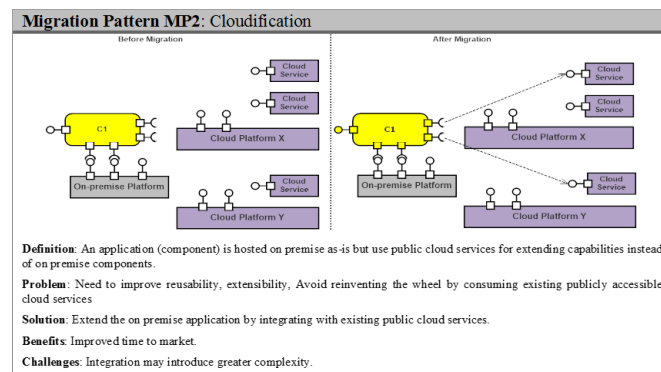 Migration Pattern MP2: Cloudification
Before Migration
After Migration
Cloud
Service
Cloud
Service
C1
Cloud Platform X
On-premise Platform
Cloud
Service
Cloud Platform Y
Cloud
Service
Cloud
Service
C1
Cloud Platform X
On-premise Platform
Cloud
Service
Cloud Platform Y
Definition: An application (component) is hosted on premise as-is but use public cloud services for extending capabilities instead
of on premise components.
Problem: Need to improve reusability, extensibility, Avoid reinventing the wheel by consuming existing publicly accessible
cloud services
Solution: Extend the on premise application by integrating with existing public cloud services.
Benefits: Improved time to market.
Challenges: Integration may introduce greater complexity.